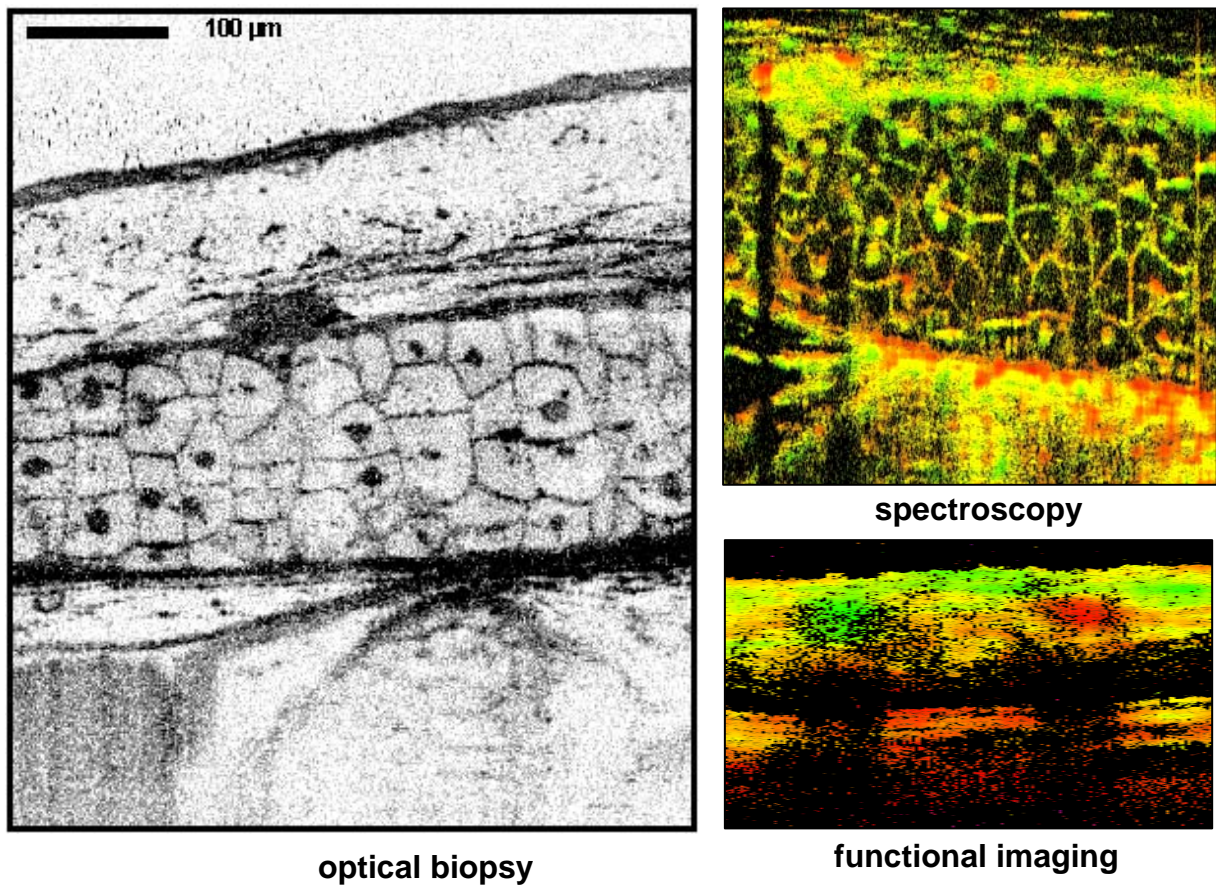 100 µm
spectroscopy
optical biopsy
functional imaging